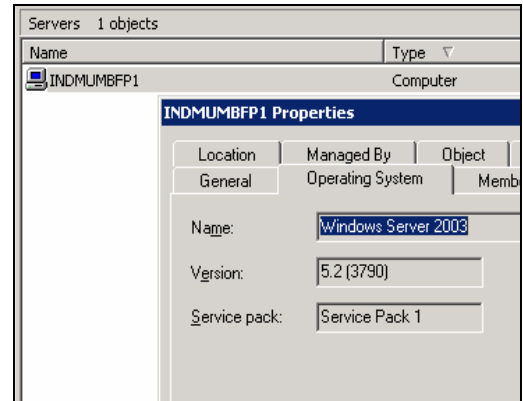 Servers 1 objects
Name Type
INDMUMBFP1 Computer
INDMUMBFP1 Properties
Location Managed By Object
General Operating System Memb
Name: Windows Server 2003
Version: 5.2 (3790)
Service pack: Service Pack 1